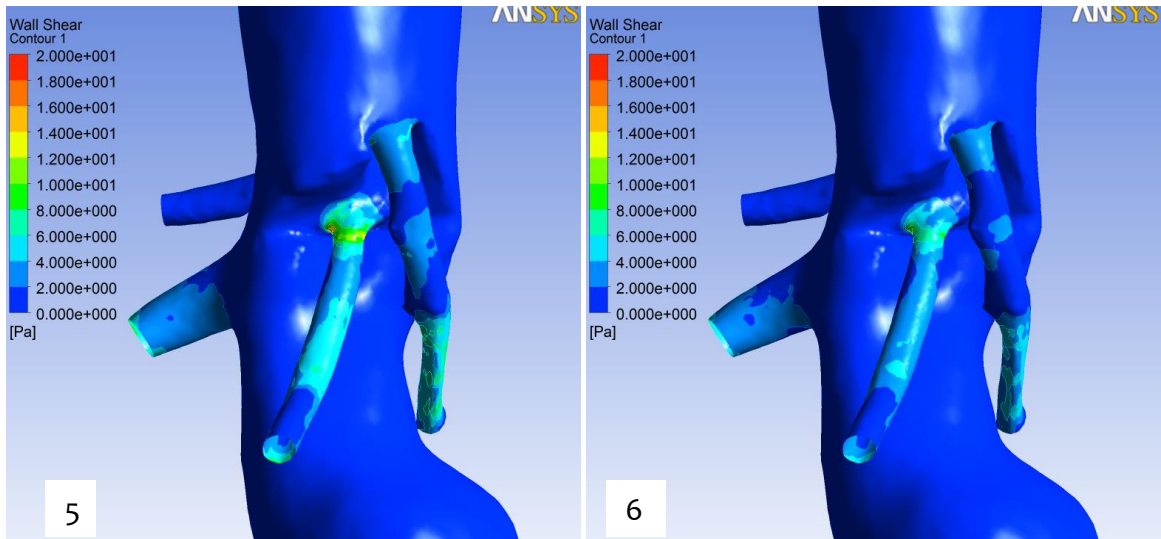 ANSYS
Wall Shear
Contour 1
2.000e+001
1.800e+001
1.600e+001
1.400e+001
1.200e+001
1.000e+001
8.000e+000
6.000e+000
4.000e+000
2.000e+000
0.000e+000
[Pa]
5
ANSYS
Wall Shear
Contour 1
2.000e+001
1.800e+001
1.600e+001
1.400e+001
1.200e+001
1.000e+001
8.000e+000
6.000e+000
4.000e+000
2.000e+000
0.000e+000
[Pa]
6